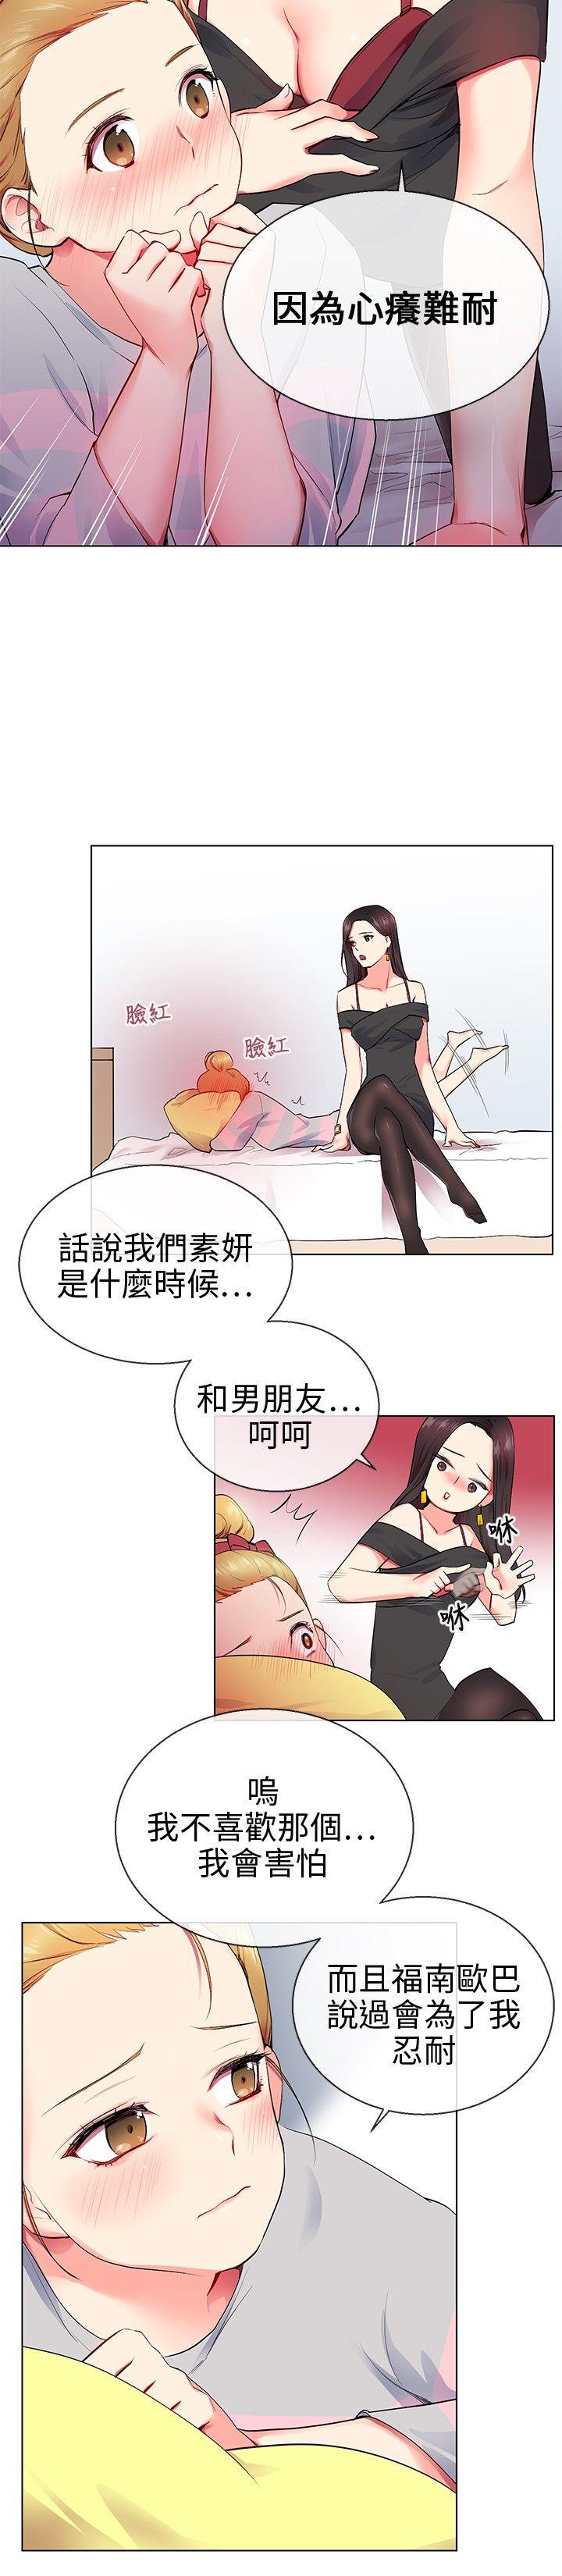 因為心癢難耐
臉紅
臉紅
話說我們素妍
是什麼時候...
和男朋友...
呵呵
咻
咻
嗚
我不喜歡那個...
我會害怕
而且福南歐巴
說過會為了我
忍耐